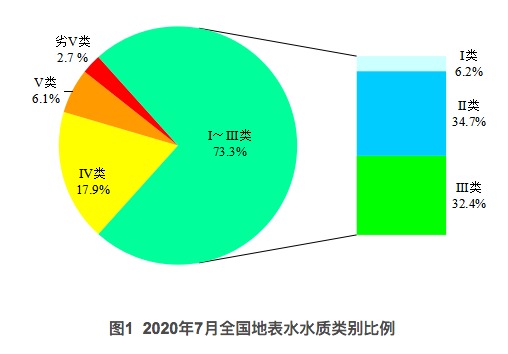 劣Ⅴ类
2.7 %
Ⅴ类
6.1%
Ⅳ类
17.9%
Ⅰ～Ⅲ类
73.3%
Ⅰ类
6.2%
Ⅱ类
34.7%
Ⅲ类
32.4%
图1 2020年7月全国地表水水质类别比例